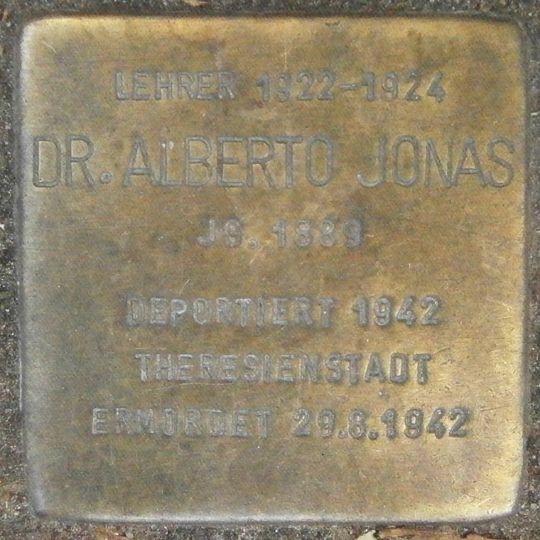 LEHRER 1922-1924
DR. ALBERTO JONAS
JG. 1889
DEPORTIERT 1942
THERESIENSTADT
ERMORDET 29.8.1942